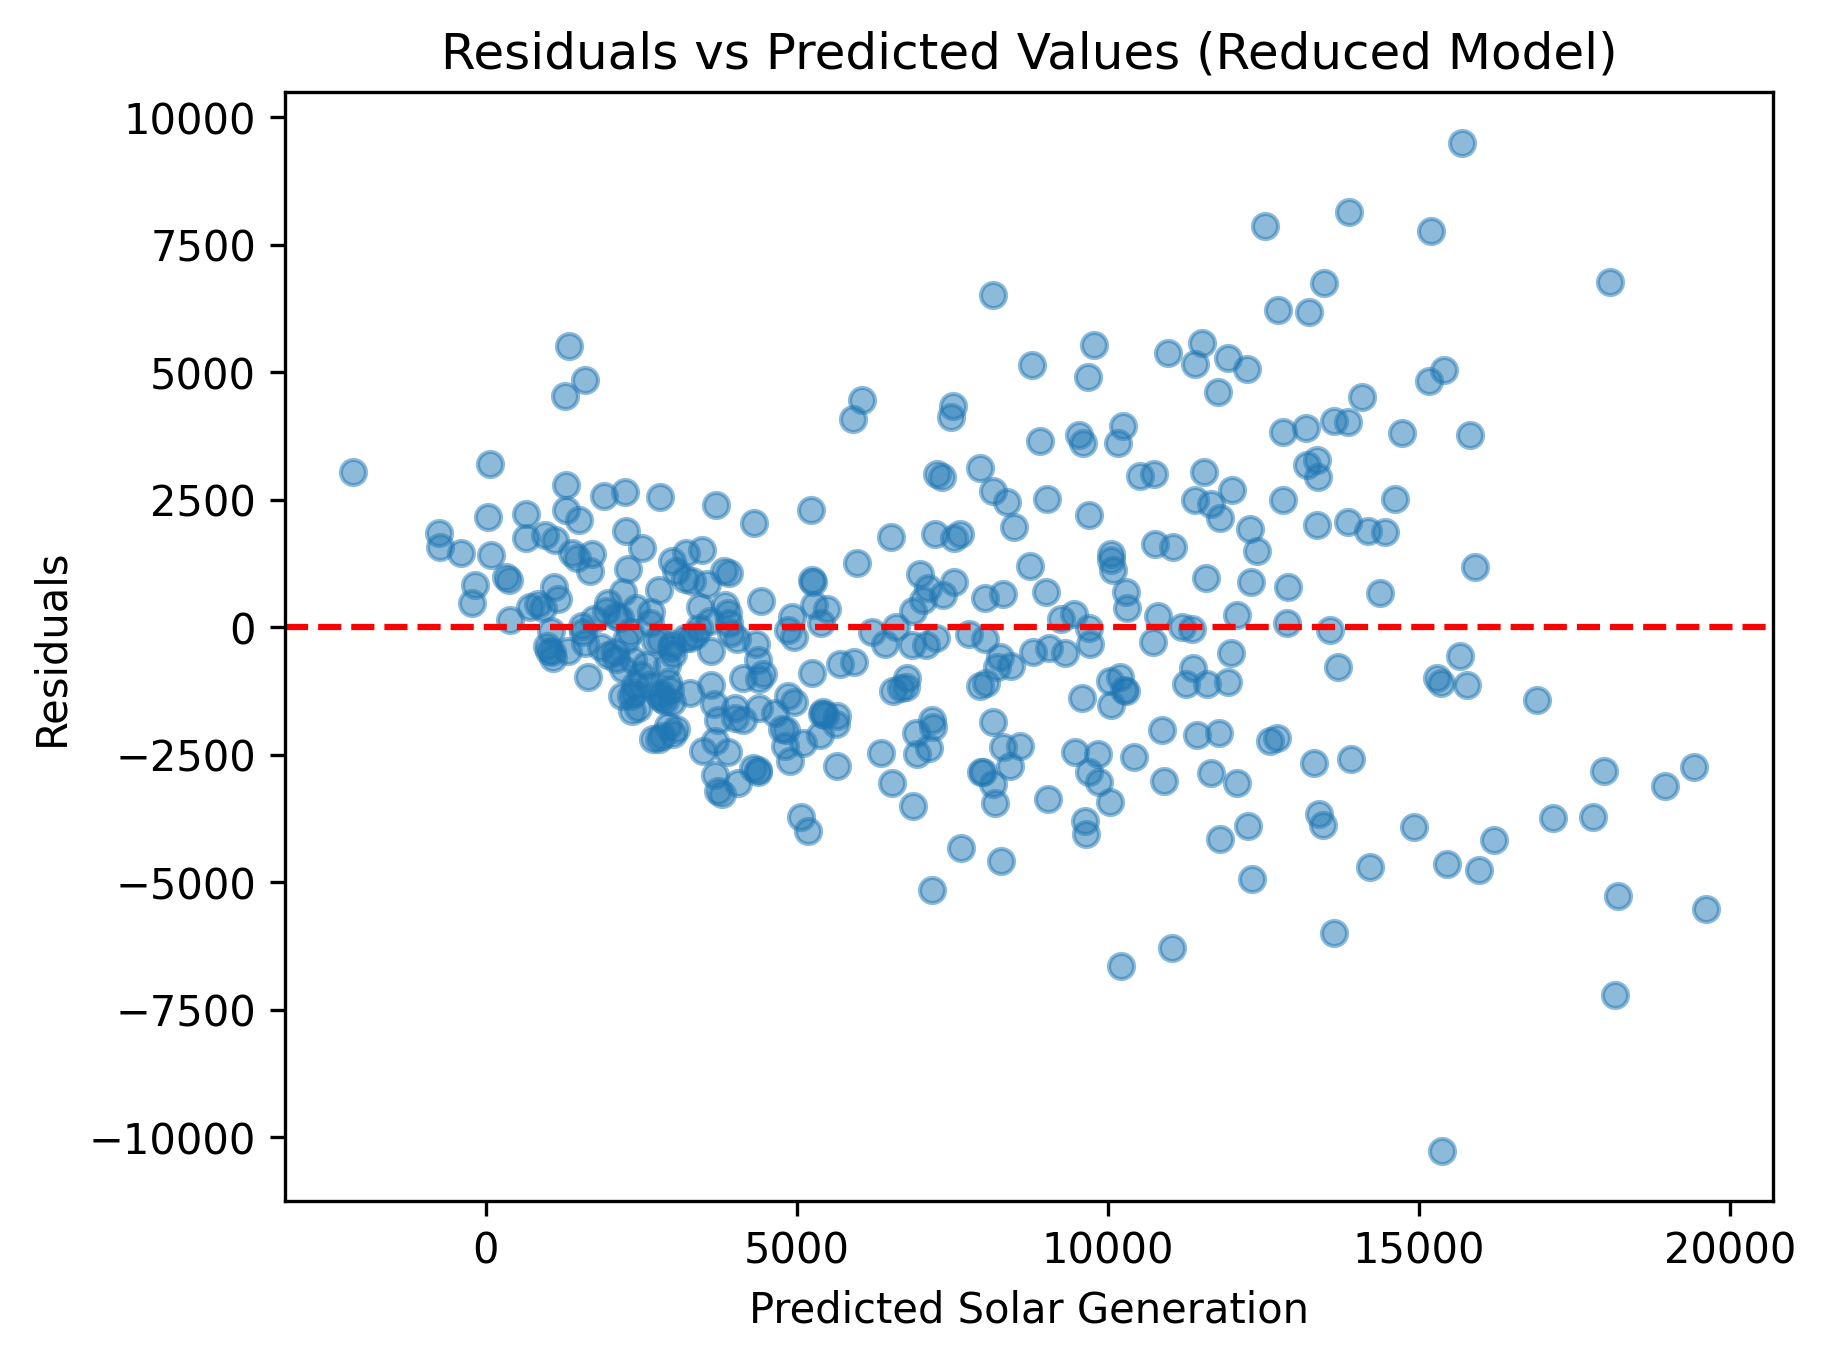 Residuals vs Predicted Values (Reduced Model)
10000
7500
5000
2500
0
−2500
−5000
−7500
−10000
Residuals
0 5000 10000 15000 20000
Predicted Solar Generation